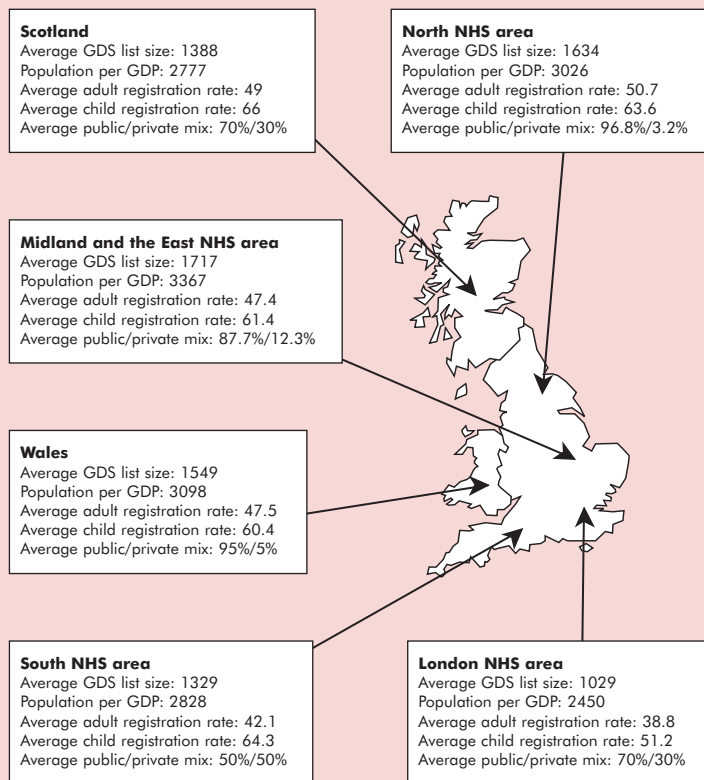 Scotland
Average GDS list size: 1388
Population per GDP: 2777
Average adult registration rate: 49
Average child registration rate: 66
Average public/private mix: 70%/30%
North NHS area
Average GDS list size: 1634
Population per GDP: 3026
Average adult registration rate: 50.7
Average child registration rate: 63.6
Average public/private mix: 96.8%/3.2%
Midland and the East NHS area
Average GDS list size: 1717
Population per GDP: 3367
Average adult registration rate: 47.4
Average child registration rate: 61.4
Average public/private mix: 87.7%/12.3%
Wales
Average GDS list size: 1549
Population per GDP: 3098
Average adult registration rate: 47.5
Average child registration rate: 60.4
Average public/private mix: 95%/5%
South NHS area
Average GDS list size: 1329
Population per GDP: 2828
Average adult registration rate: 42.1
Average child registration rate: 64.3
Average public/private mix: 50%/50%
London NHS area
Average GDS list size: 1029
Population per GDP: 2450
Average adult registration rate: 38.8
Average child registration rate: 51.2
Average public/private mix: 70%/30%